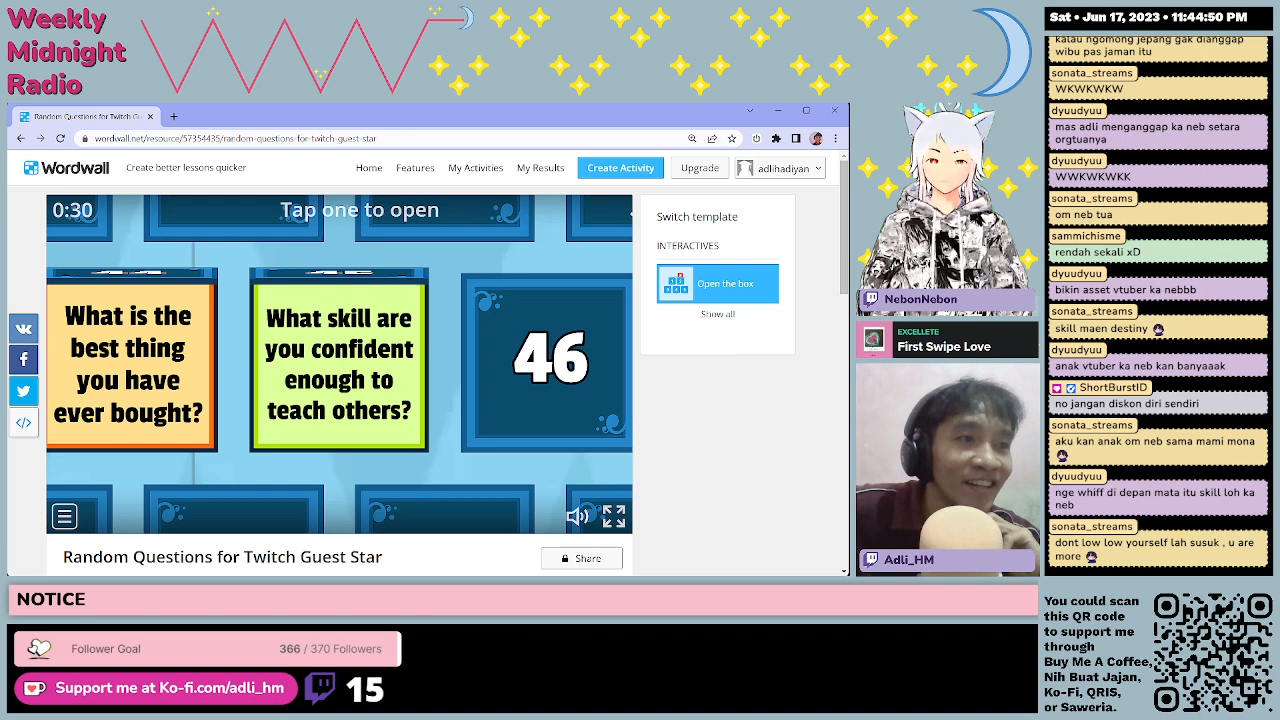 Weekly
Midnight
Radio
Sat • Jun 17, 2023 • 11:44:50 PM
Random Questions for Twitch G
wordwall.net/resource/57354435/random-questions-for-twitch-guest-star
Wordwall
Create better lessons quicker
Home
Features
My Activities
My Results
Create Activity
Upgrade
adlihadiyan
0:30
Tap one to open
What is the
best thing
you have
ever bought?
What skill are
you confident
enough to
teach others?
46
Switch template
INTERACTIVES
Open the box
Show all
Random Questions for Twitch Guest Star
Share
NebonNebon
EXCELLETE
First Swipe Love
Adli_HM
kalau ngomong jepang gak dianggap
wibu pas jaman itu
sonata_streams
WKWKWKW
dyuudyuu
mas adli menganggap ka neb setara
orgtuanya
dyuudyuu
WWKWKWKK
sonata_streams
om neb tua
sammichisme
rendah sekali xD
dyuudyuu
bikin asset vtuber ka nebbb
sonata_streams
skill maen destiny
dyuudyuu
anak vtuber ka neb kan banyaaak
ShortBurstID
no jangan diskon diri sendiri
sonata_streams
aku kan anak om neb sama mami mona
dyuudyuu
nge whiff di depan mata itu skill loh ka
neb
sonata_streams
dont low low yourself lah susuk , u are
more
NOTICE
Follower Goal
366 / 370 Followers
Support me at Ko-fi.com/adli_hm
15
You could scan
this QR code
to support me
through
Buy Me A Coffee,
Nih Buat Jajan,
Ko-Fi, QRIS,
or Saweria.